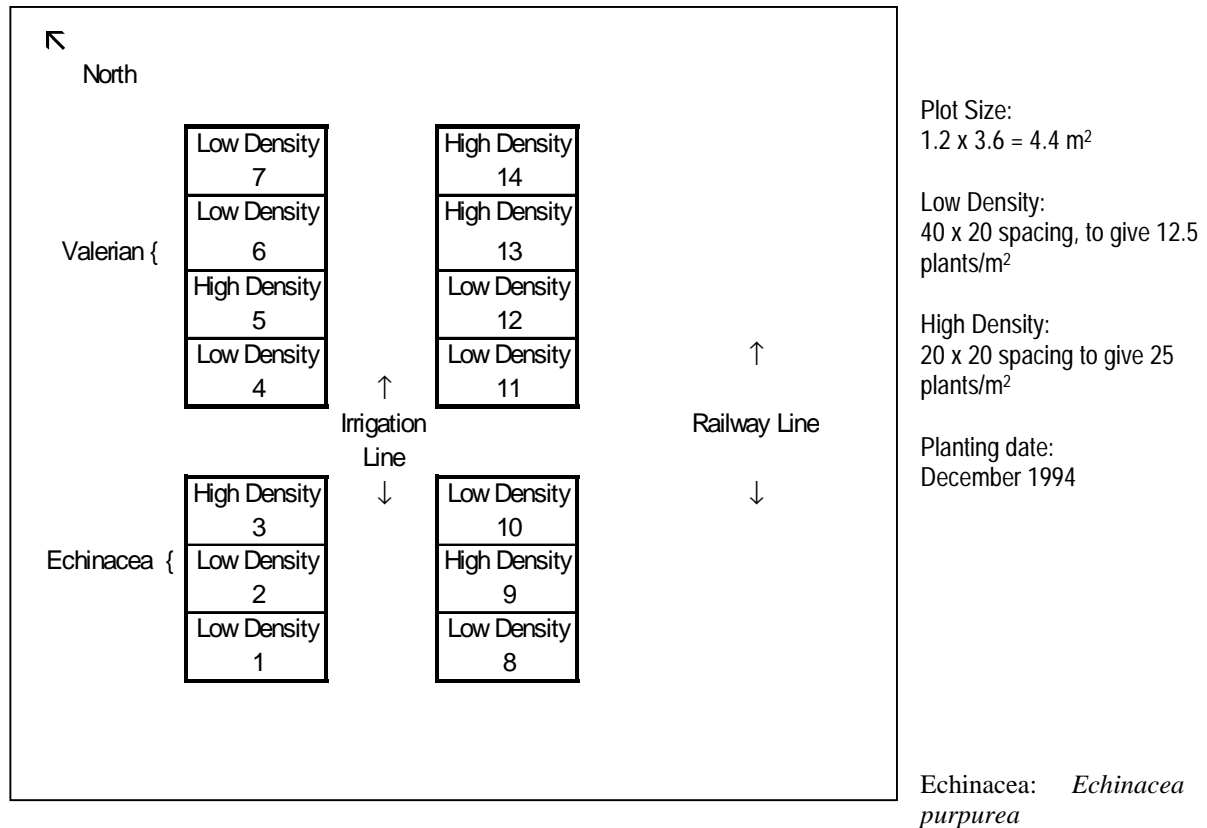 North
Low Density
7
Low Density
6
High Density
5
Low Density
4
High Density
14
High Density
13
Low Density
12
Low Density
11
Valerian {
↑
Irrigation
Line
↓
↑
Railway Line
↓
High Density
3
Low Density
2
Low Density
1
Low Density
10
High Density
9
Low Density
8
Echinacea {
Plot Size:
1.2 x 3.6 = 4.4 m²
Low Density:
40 x 20 spacing, to give 12.5
plants/m²
High Density:
20 x 20 spacing to give 25
plants/m²
Planting date:
December 1994
Echinacea: Echinacea
purpurea